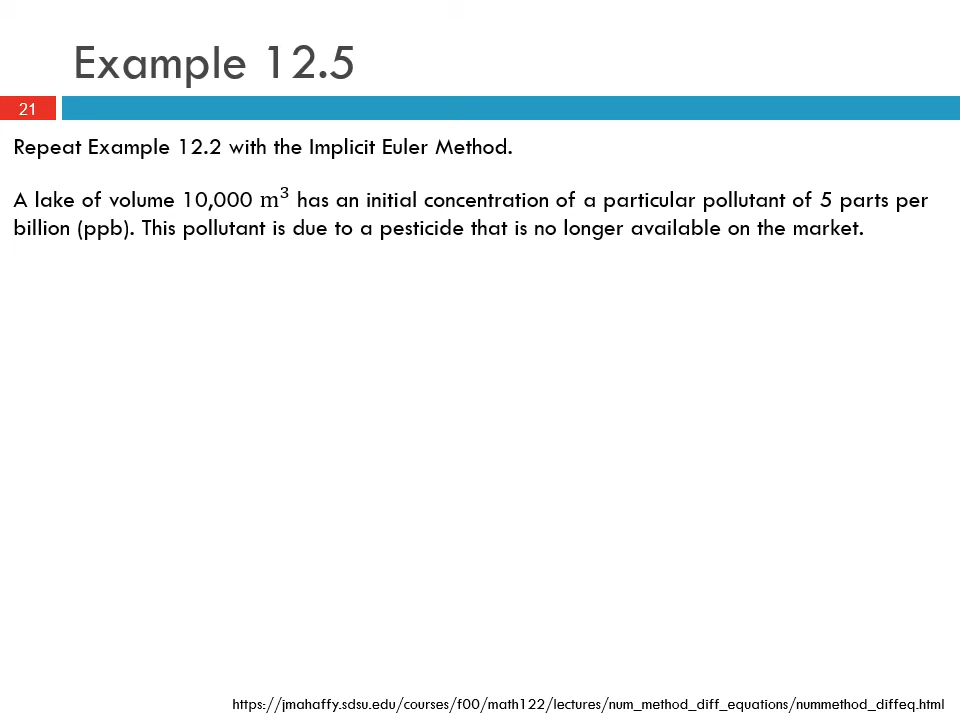 Example 12.5
21
Repeat Example 12.2 with the Implicit Euler Method.
A lake of volume 10,000 m³ has an initial concentration of a particular pollutant of 5 parts per
billion (ppb). This pollutant is due to a pesticide that is no longer available on the market.
https://jmahaffy.sdsu.edu/courses/f00/math122/lectures/num_method_diff_equations/nummethod_diffeq.html